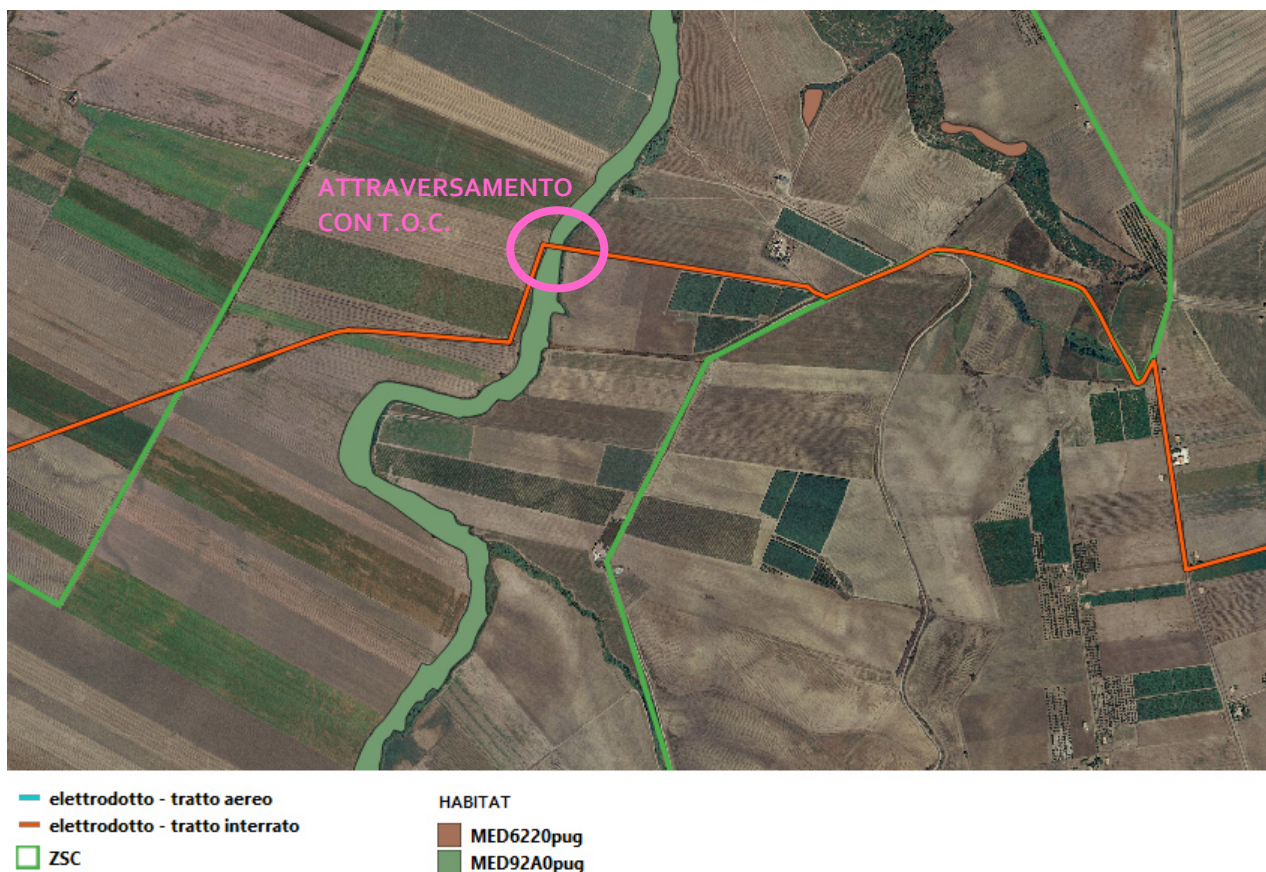 ATTRAVERSAMENTO
CON T.O.C.
elettrodotto - tratto aereo
elettrodotto - tratto interrato
ZSC
HABITAT
MED6220pug
MED92A0pug